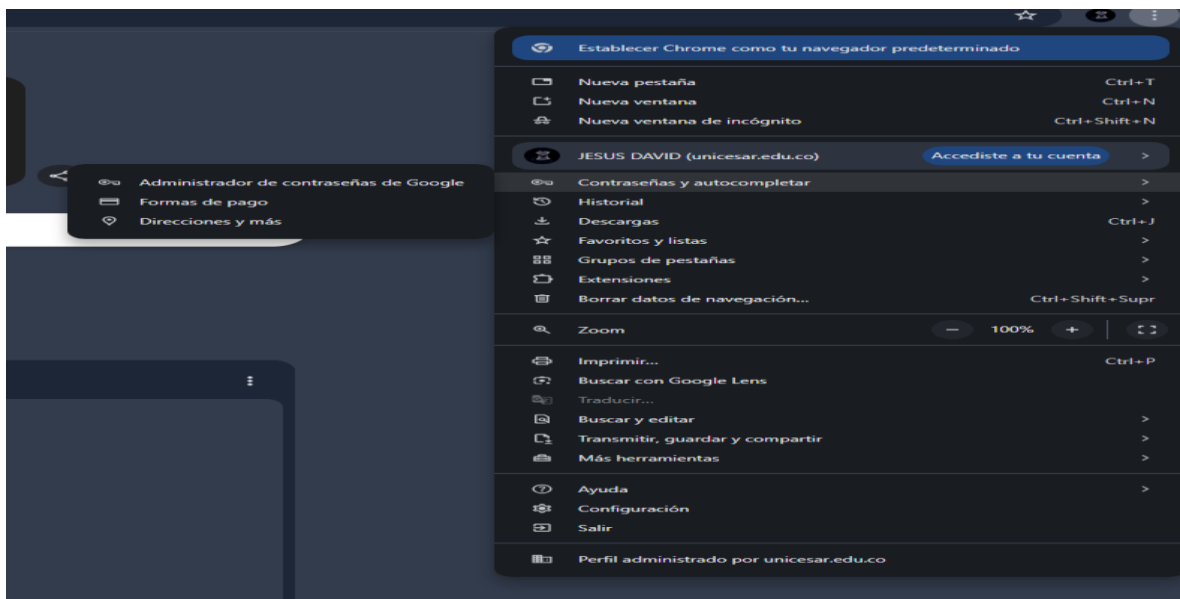 Establecer Chrome como tu navegador predeterminado
Nueva pestaña Ctrl+T
Nueva ventana Ctrl+N
Nueva ventana de incógnito Ctrl+Shift+N
JESUS DAVID (unicesar.edu.co) Accediste a tu cuenta >
Contraseñas y autocompletar >
Administrador de contraseñas de Google
Formas de pago
Direcciones y más
Historial >
Descargas Ctrl+J
Favoritos y listas >
Grupos de pestañas >
Extensiones >
Borrar datos de navegación... Ctrl+Shift+Supr
Zoom − 100% +
Imprimir... Ctrl+P
Buscar con Google Lens
Traducir...
Buscar y editar >
Transmitir, guardar y compartir >
Más herramientas >
Ayuda >
Configuración
Salir
Perfil administrado por unicesar.edu.co